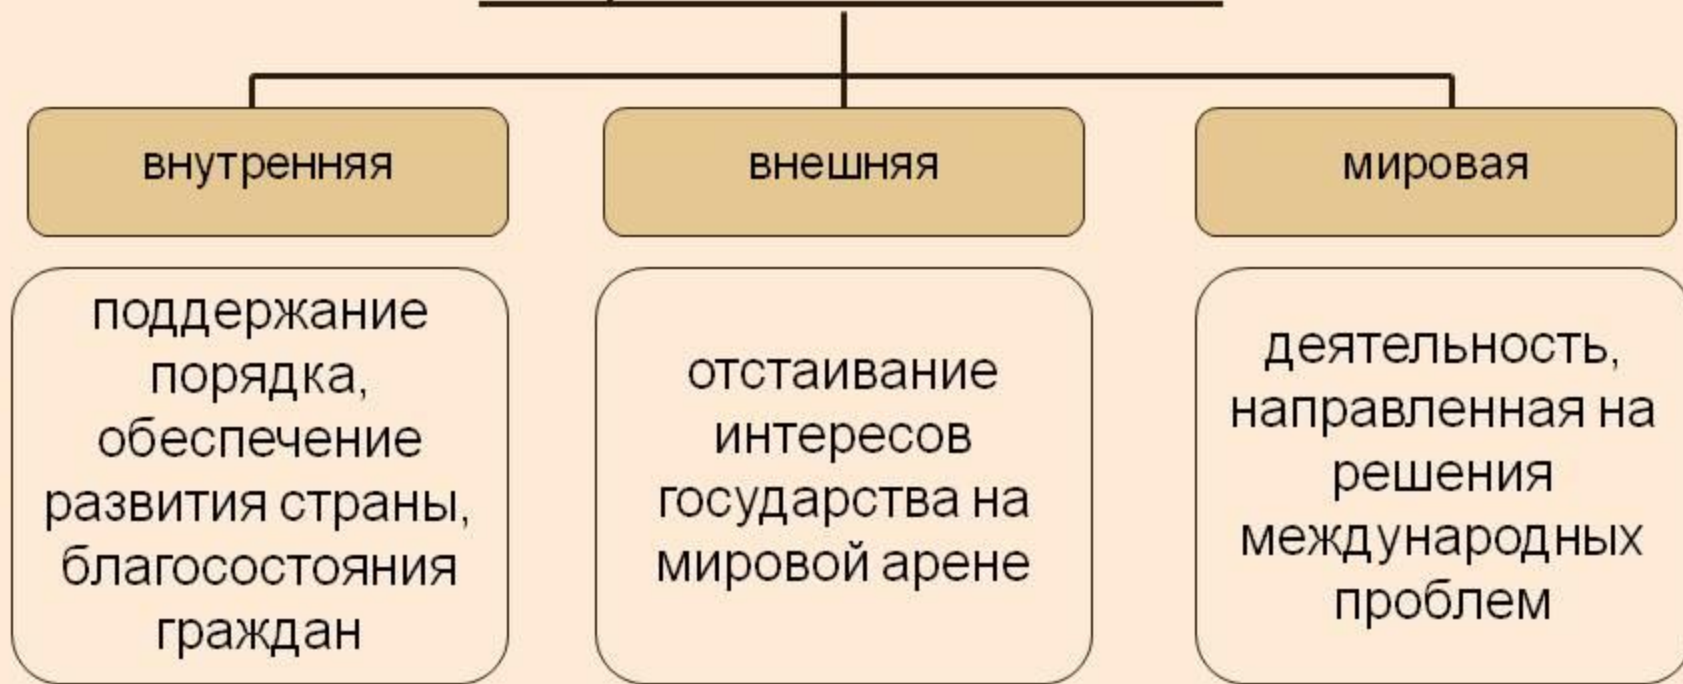 внутренняя
внешняя
мировая
поддержание
порядка,
обеспечение
развития страны,
благосостояния
граждан
отстаивание
интересов
государства на
мировой арене
деятельность,
направленная на
решения
международных
проблем